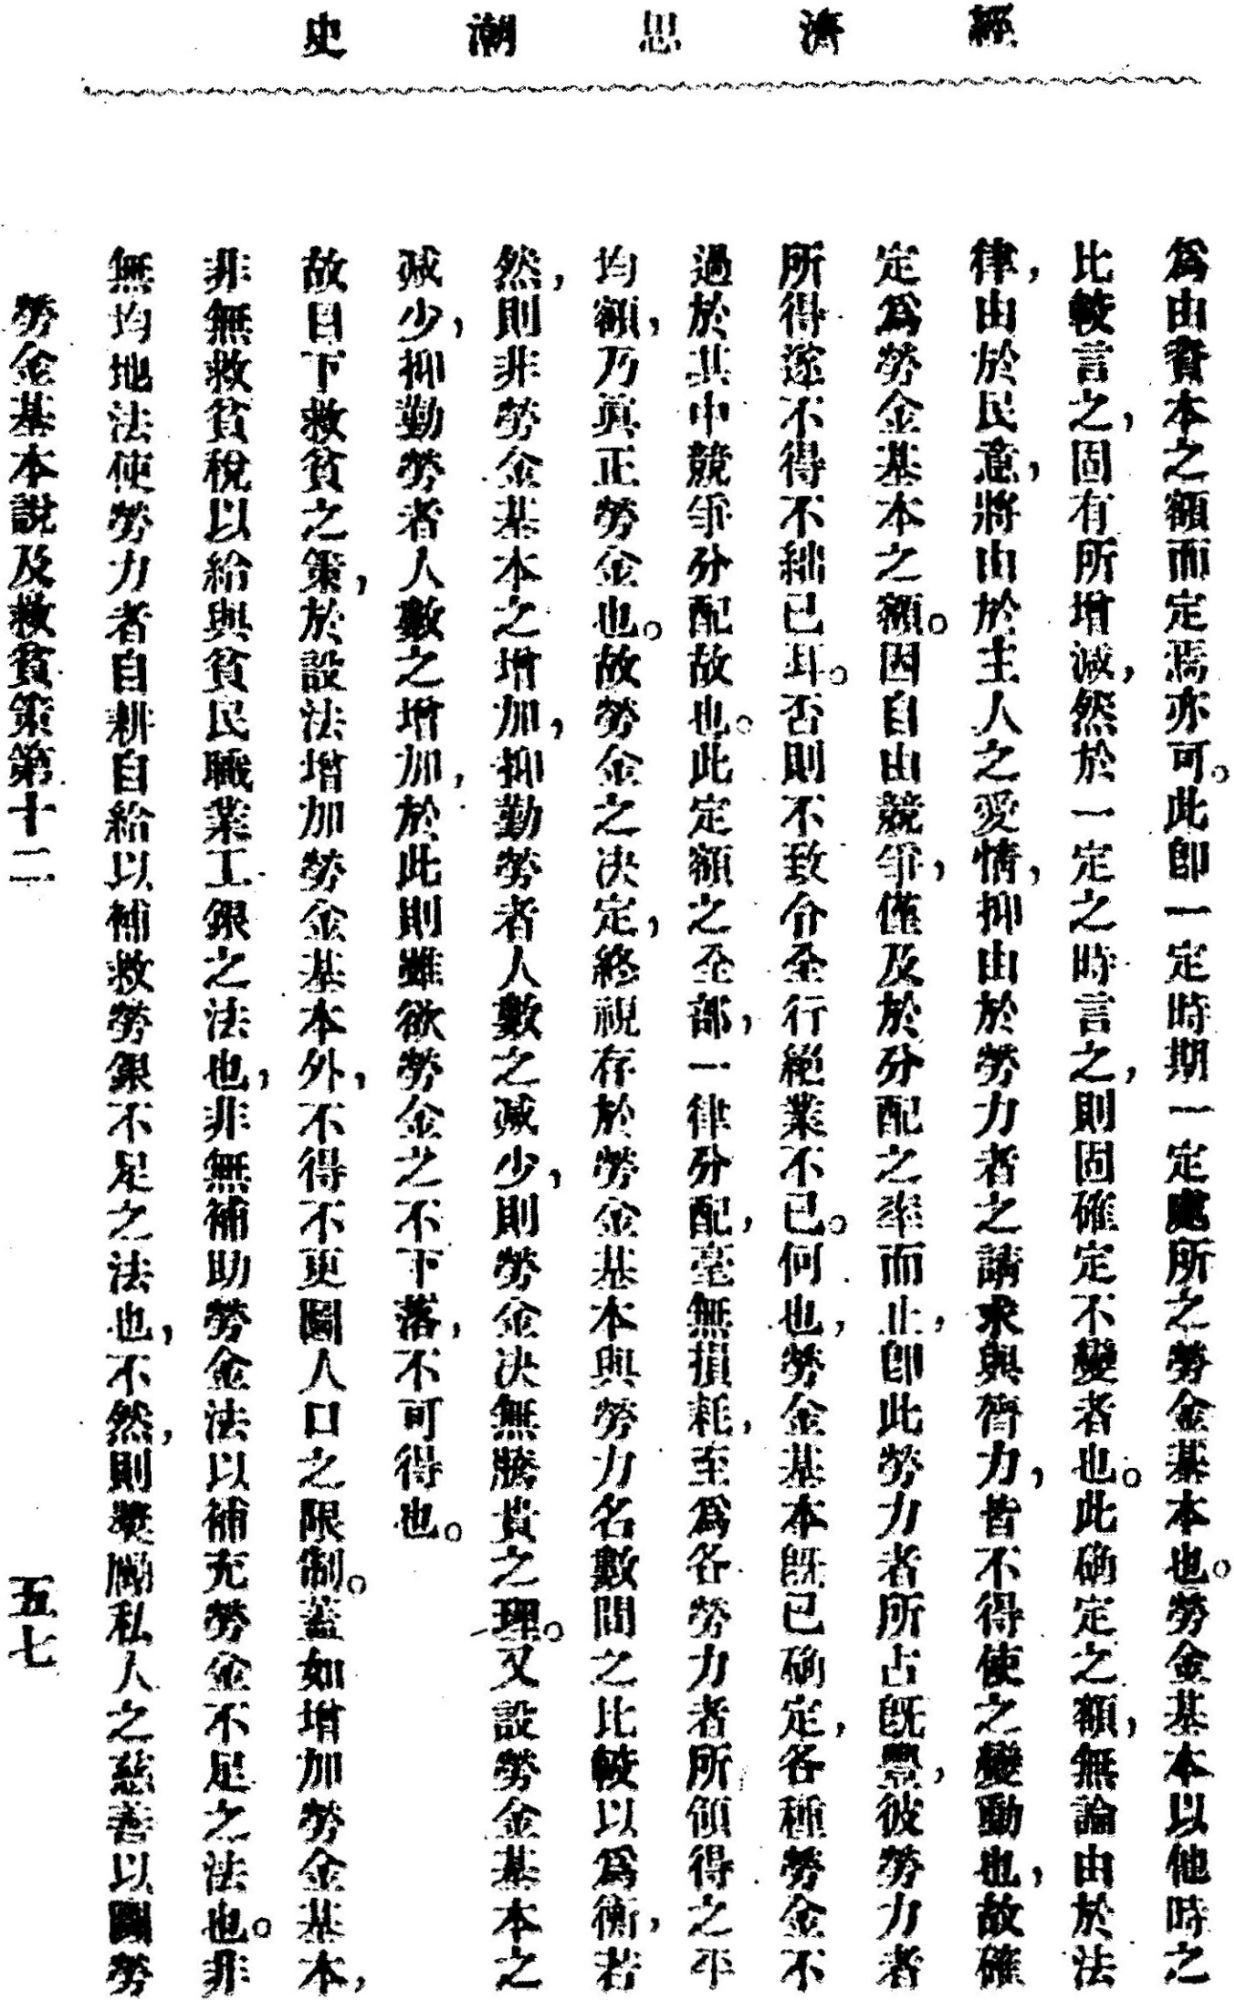 經濟思潮史
爲由資本之額而定焉亦可。此卽一定時期一定處所之勞金基本也。勞金基本以他時之
比較言之，固有所增減，然於一定之時言之，則固確定不變者也。此确定之額，無論由於法
律，由於民意，將由於主人之愛情，抑由於勞力者之請求與膂力，皆不得使之變動也，故確
定爲勞金基本之額。因自由競爭，僅及於分配之率而止，卽此勞力者所占旣豐，彼勞力者
所得遂不得不絀已耳。否則不致令全行絕業不已。何也，勞金基本旣已确定，各種勞金不
過於其中競爭分配故也。此定額之全部，一律分配，毫無損耗，至爲各勞力者所領得之平
均額，乃眞正勞金也。故勞金之决定，終視存於勞金基本與勞力名數間之比較以爲衡，若
然，則非勞金基本之增加，抑勤勞者人數之減少，則勞金决無騰貴之理。又設勞金基本之
減少，抑勤勞者人數之增加，於此則雖欲勞金之不下落，不可得也。
故目下救貧之策，於設法增加勞金基本外，不得不更圖人口之限制。蓋如增加勞金基本，
非無救貧稅以給與貧民職業工銀之法也，非無補助勞金法以補充勞金不足之法也。非
無均地法使勞力者自耕自給以補救勞銀不足之法也，不然，則獎勵私人之慈善以圖勞
勞金基本說及救貧策第十二
五七